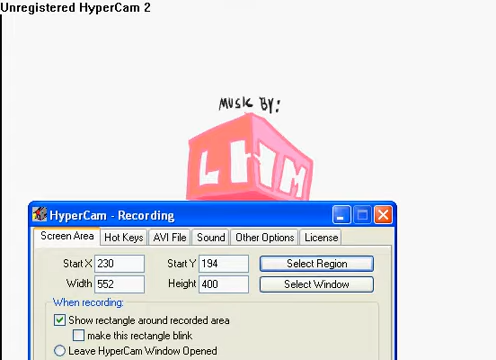 Unregistered HyperCam 2
MUSIC BY:
HyperCam - Recording
Screen Area Hot Keys AVI File Sound Other Options License
Start X 230 Start Y 194 Select Region
Width 552 Height 400 Select Window
When recording:
Show rectangle around recorded area
make this rectangle blink
Leave HyperCam Window Opened